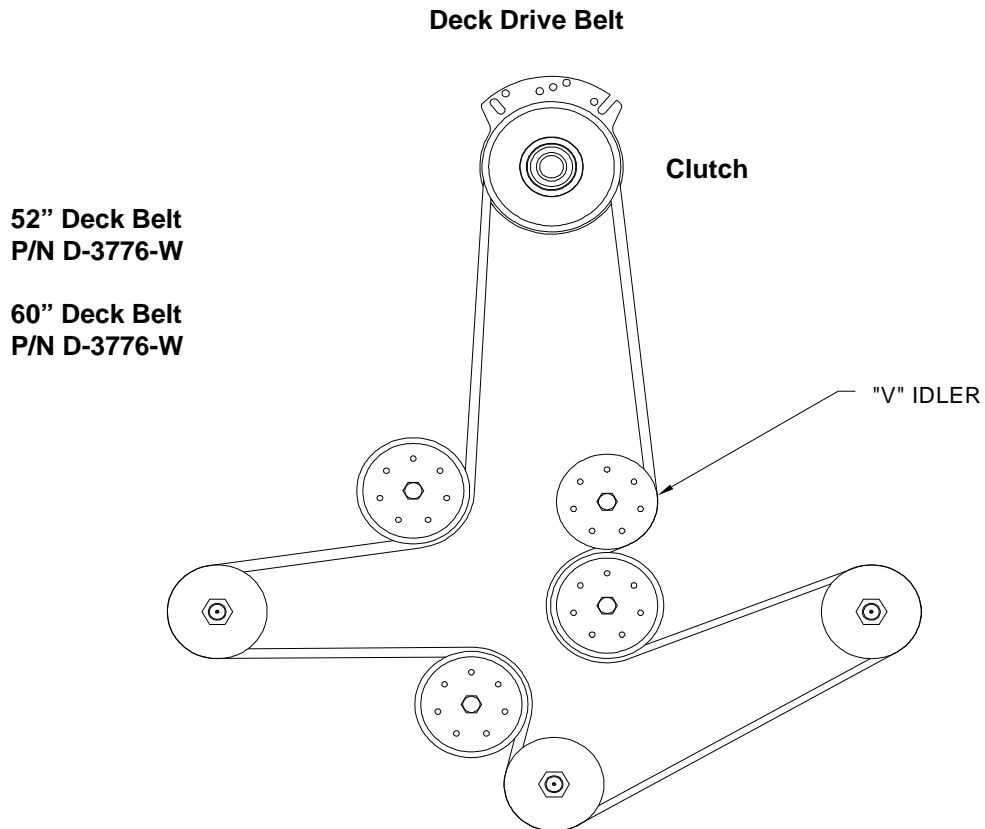 Deck Drive Belt
Clutch
52” Deck Belt
P/N D-3776-W
60” Deck Belt
P/N D-3776-W
"V" IDLER